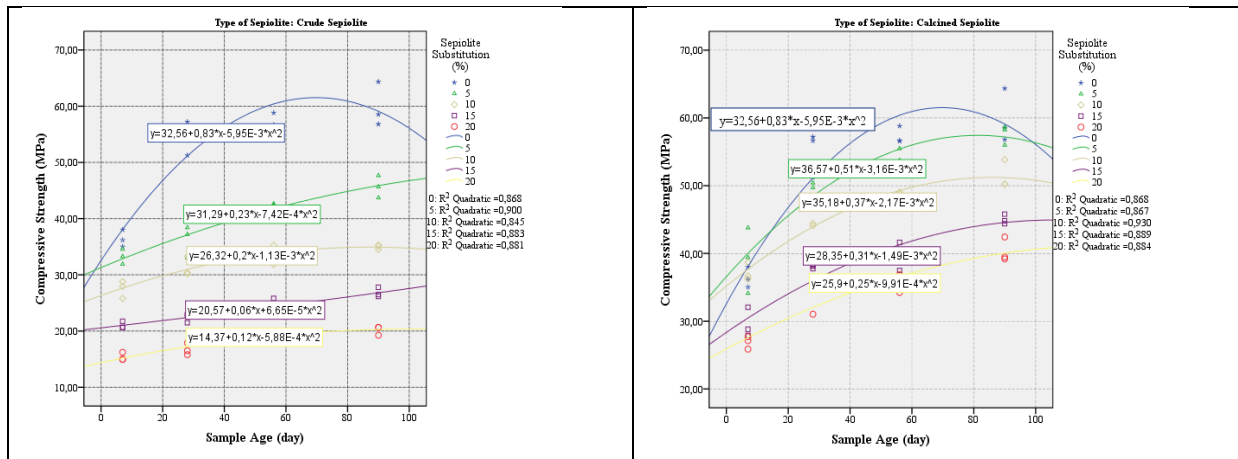 Type of Sepiolite: Crude Sepiolite
Compressive Strength (MPa)
70,00
60,00
50,00
40,00
30,00
20,00
10,00
y=32,56+0,83*x-5,95E-3*x^2
y=31,29+0,23*x-7,42E-4*x^2
y=26,32+0,2*x-1,13E-3*x^2
y=20,57+0,06*x+6,65E-5*x^2
y=14,37+0,12*x-5,88E-4*x^2
0 20 40 60 80 100
Sample Age (day)
Sepiolite
Substitution
(%)
0
5
10
15
20
0
5
10
15
20
0: R2 Quadratic =0,868
5: R2 Quadratic =0,900
10: R2 Quadratic =0,845
15: R2 Quadratic =0,883
20: R2 Quadratic =0,881
Type of Sepiolite: Calcined Sepiolite
Compressive Strength (MPa)
70,00
60,00
50,00
40,00
30,00
20,00
y=32,56+0,83*x-5,95E-3*x^2
y=36,57+0,51*x-3,16E-3*x^2
y=35,18+0,37*x-2,17E-3*x^2
y=28,35+0,31*x-1,49E-3*x^2
y=25,9+0,25*x-9,91E-4*x^2
0 20 40 60 80 100
Sample Age (day)
Sepiolite
Substitution
(%)
0
5
10
15
20
0
5
10
15
20
0: R2 Quadratic =0,868
5: R2 Quadratic =0,867
10: R2 Quadratic =0,930
15: R2 Quadratic =0,889
20: R2 Quadratic =0,884